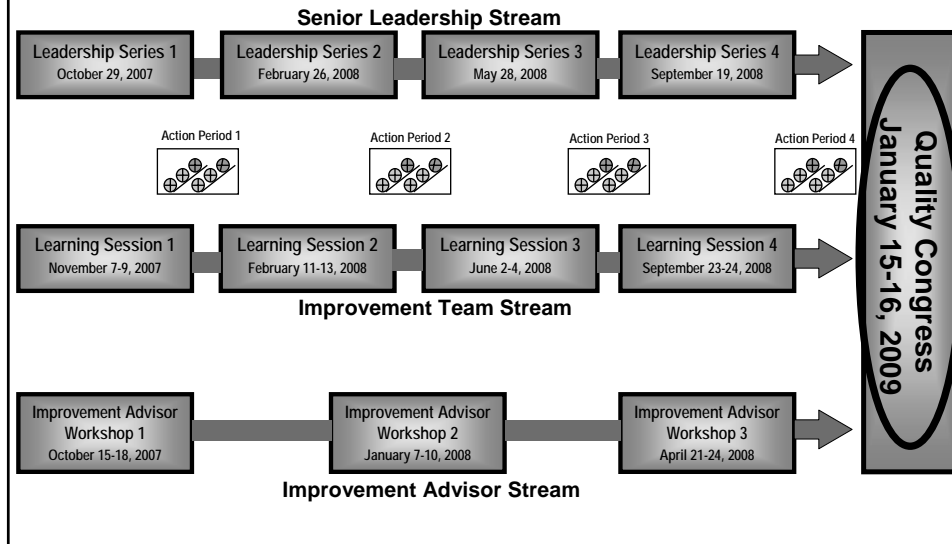 Senior Leadership Stream
Leadership Series 1
October 29, 2007
Leadership Series 2
February 26, 2008
Leadership Series 3
May 28, 2008
Leadership Series 4
September 19, 2008
Action Period 1
Action Period 2
Action Period 3
Action Period 4
Learning Session 1
November 7-9, 2007
Learning Session 2
February 11-13, 2008
Learning Session 3
June 2-4, 2008
Learning Session 4
September 23-24, 2008
Improvement Team Stream
Improvement Advisor
Workshop 1
October 15-18, 2007
Improvement Advisor
Workshop 2
January 7-10, 2008
Improvement Advisor
Workshop 3
April 21-24, 2008
Improvement Advisor Stream
Quality Congress
January 15-16, 2009